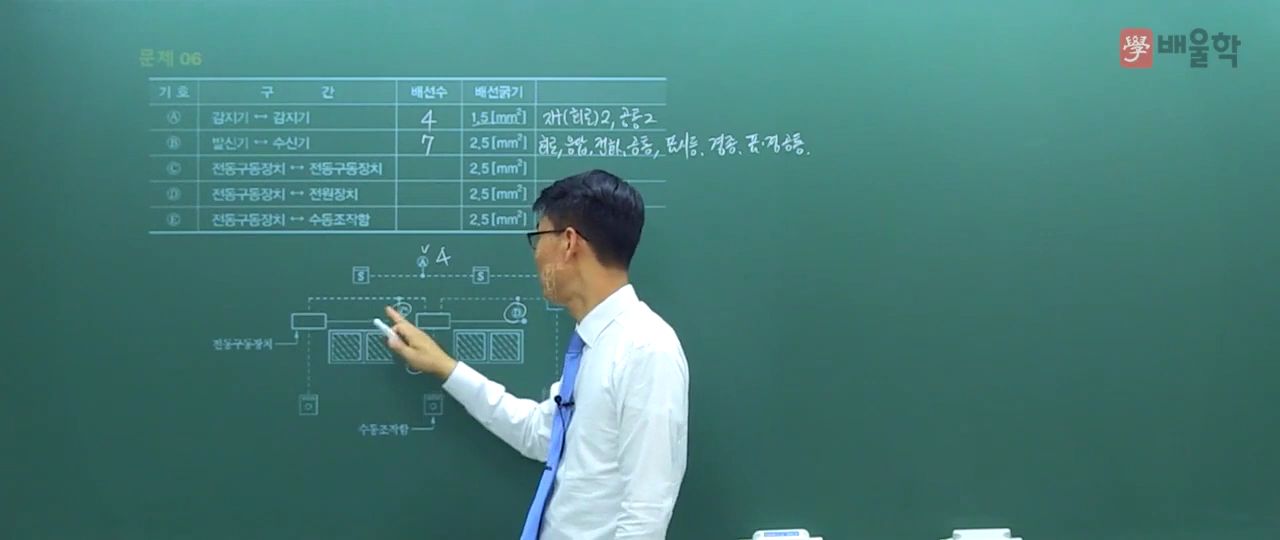 學 배울학
문제 06
기 호 구 간 배선수 배선굵기
Ⓐ 감지기 ↔ 감지기 4 1.5[mm²] 지구(회로)2, 공통2
Ⓑ 발신기 ↔ 수신기 7 2.5[mm²] 회로, 응답, 전화, 공통, 표시등, 경종, 표·경공통.
Ⓒ 전동구동장치 ↔ 전동구동장치 2.5[mm²]
Ⓓ 전동구동장치 ↔ 전원장치 2.5[mm²]
Ⓔ 전동구동장치 ↔ 수동조작함 2.5[mm²]
Ⓐ 4
S S
Ⓓ
전동구동장치
수동조작함